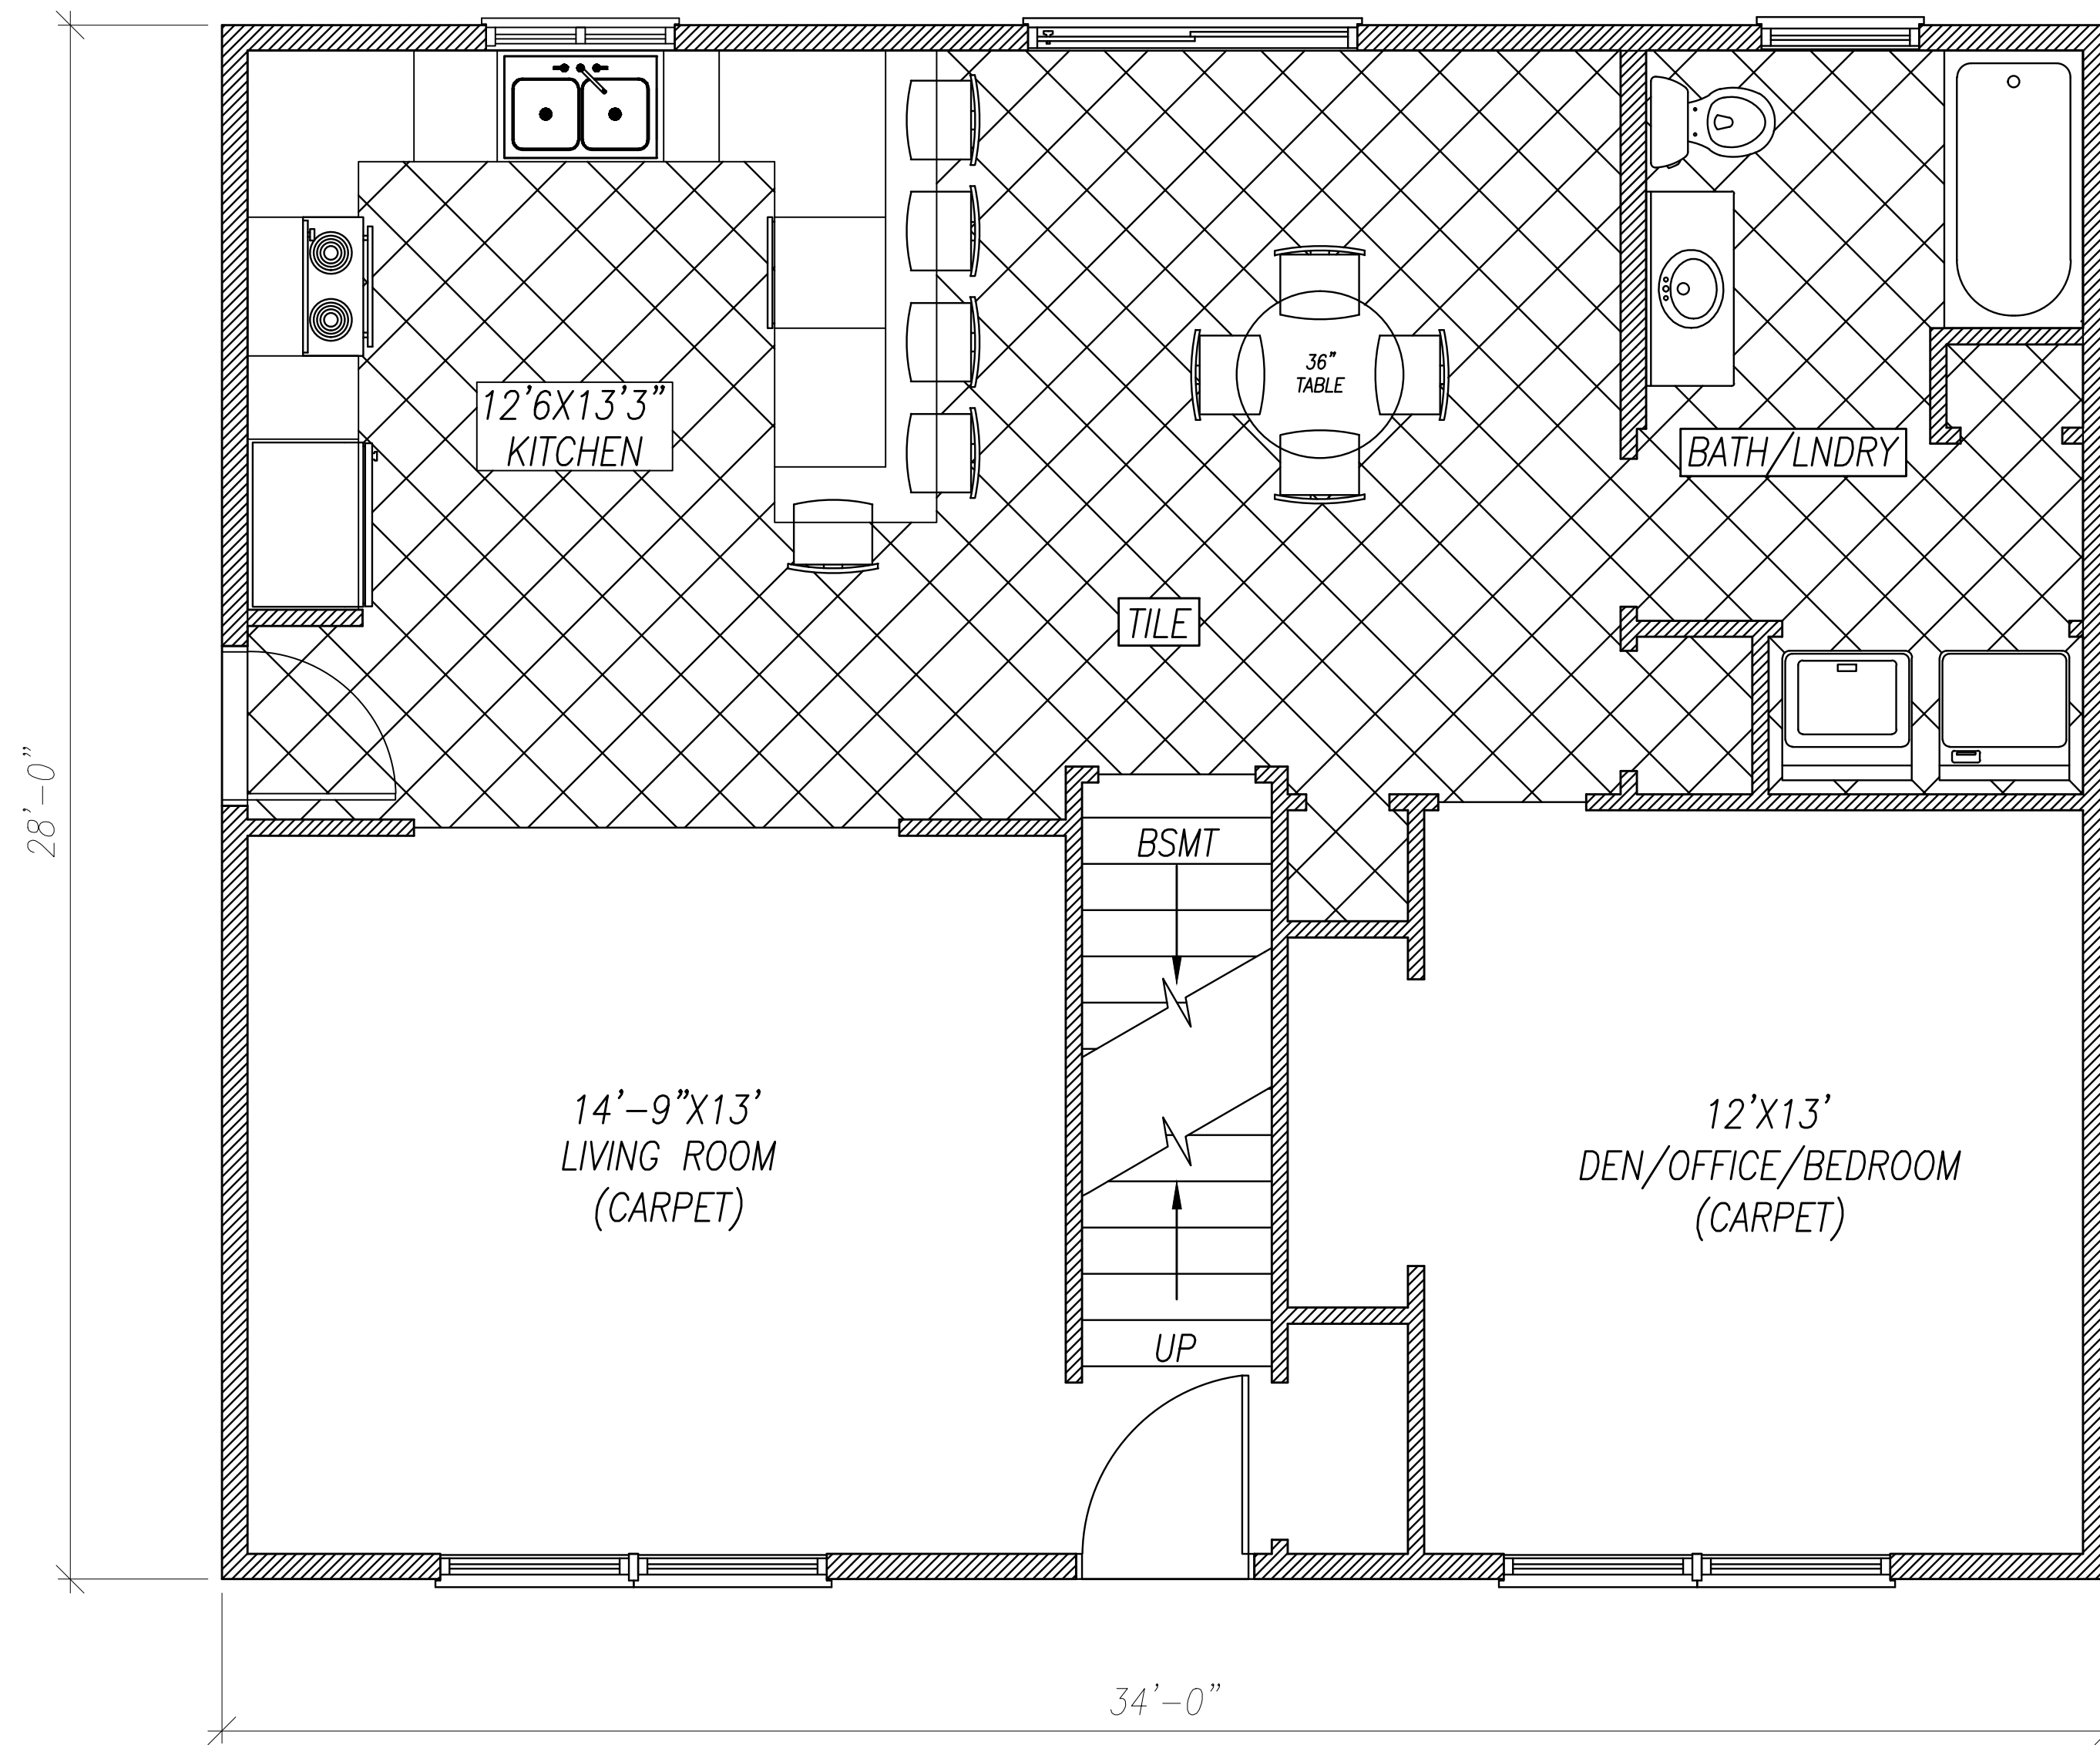 36"
TABLE
12'6X13'3"
KITCHEN
BATH/LNDRY
TILE
28'-0"
BSMT
14'-9"X13'
LIVING ROOM
(CARPET)
12'X13'
DEN/OFFICE/BEDROOM
(CARPET)
UP
34'-0"